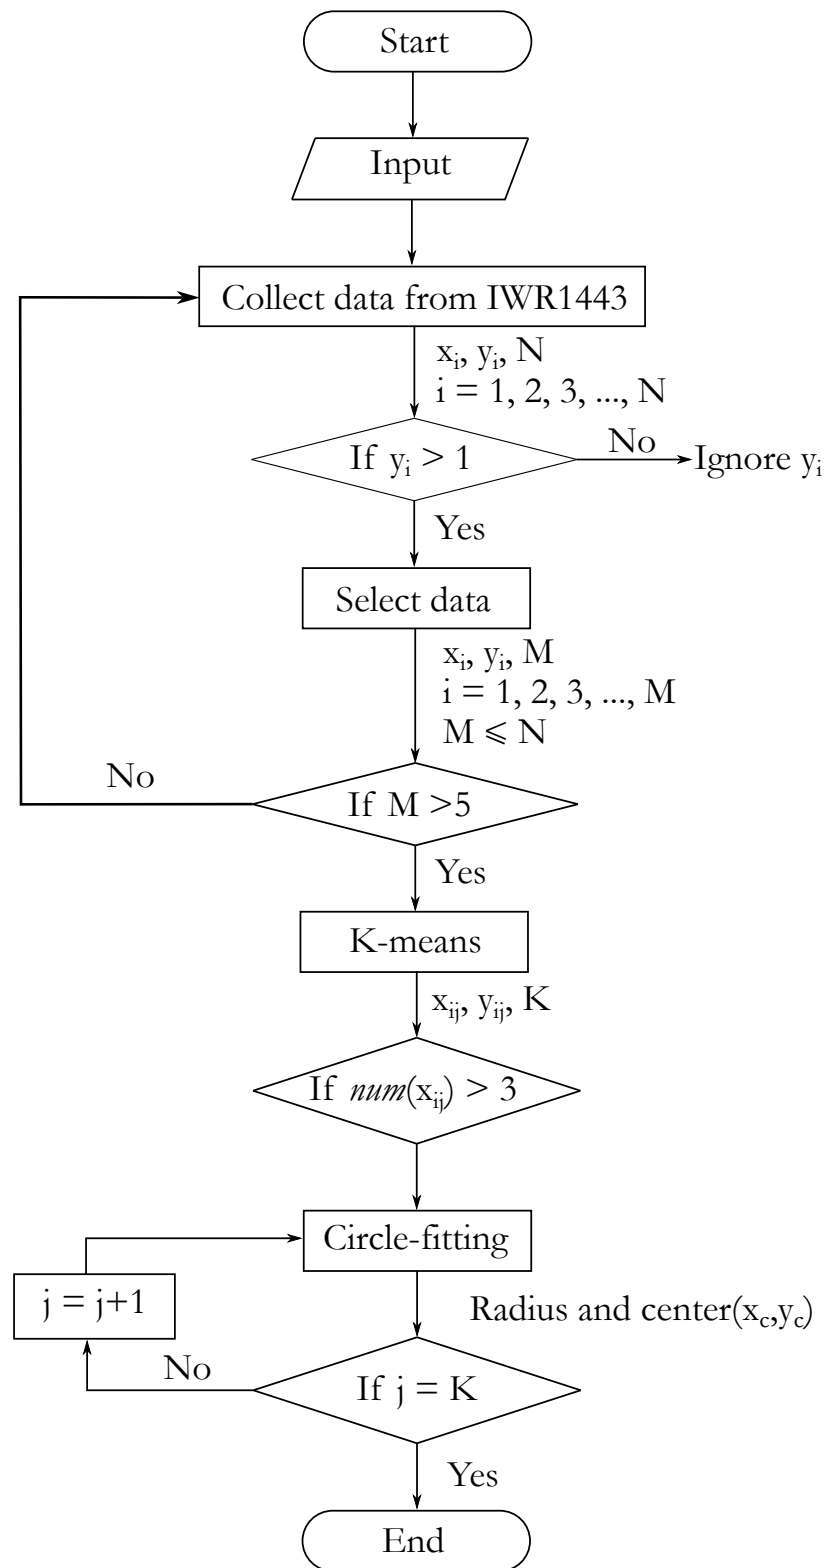 Start
Input
Collect data from IWR1443
xᵢ, yᵢ, N
i = 1, 2, 3, ..., N
If yᵢ > 1
No
Ignore yᵢ
Yes
Select data
xᵢ, yᵢ, M
i = 1, 2, 3, ..., M
M ⩽ N
No
If M >5
Yes
K-means
xᵢⱼ, yᵢⱼ, K
If num(xᵢⱼ) > 3
Circle-fitting
j = j+1
Radius and center(x_c,y_c)
No
If j = K
Yes
End